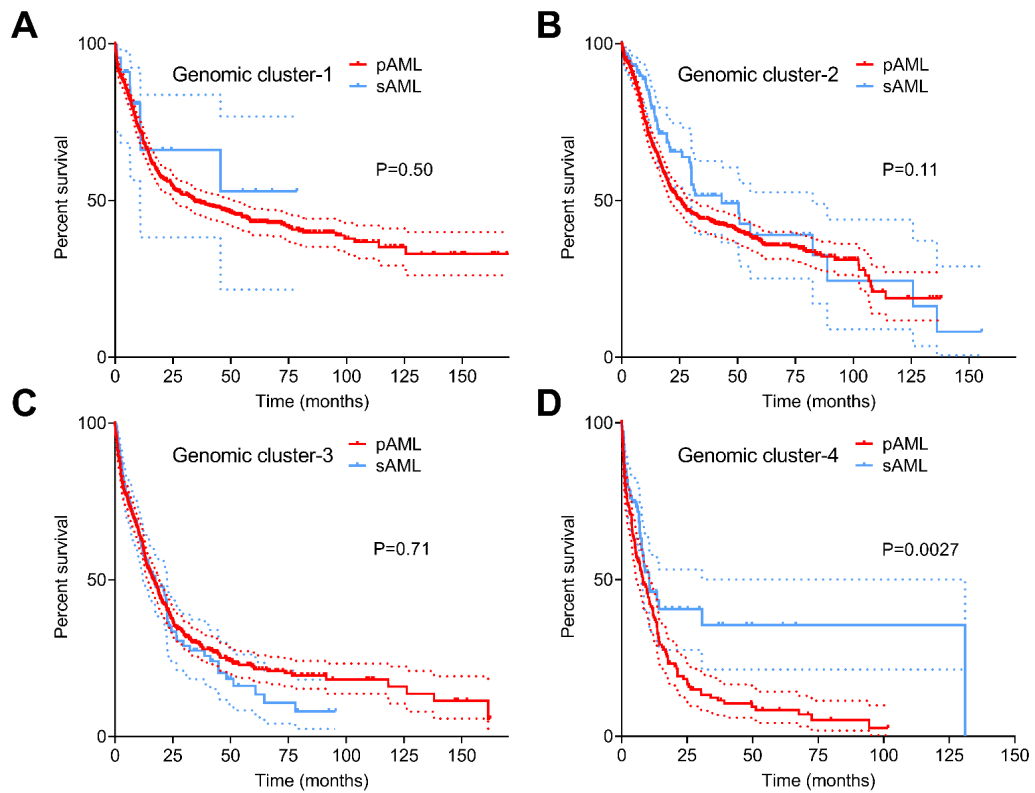 A
Genomic cluster-1
pAML
sAML
P=0.50
Percent survival
100
50
0
0 25 50 75 100 125 150
Time (months)
B
Genomic cluster-2
pAML
sAML
P=0.11
Percent survival
100
50
0
0 25 50 75 100 125 150
Time (months)
C
Genomic cluster-3
pAML
sAML
P=0.71
Percent survival
100
50
0
0 25 50 75 100 125 150
Time (months)
D
Genomic cluster-4
pAML
sAML
P=0.0027
Percent survival
100
50
0
0 25 50 75 100 125 150
Time (months)